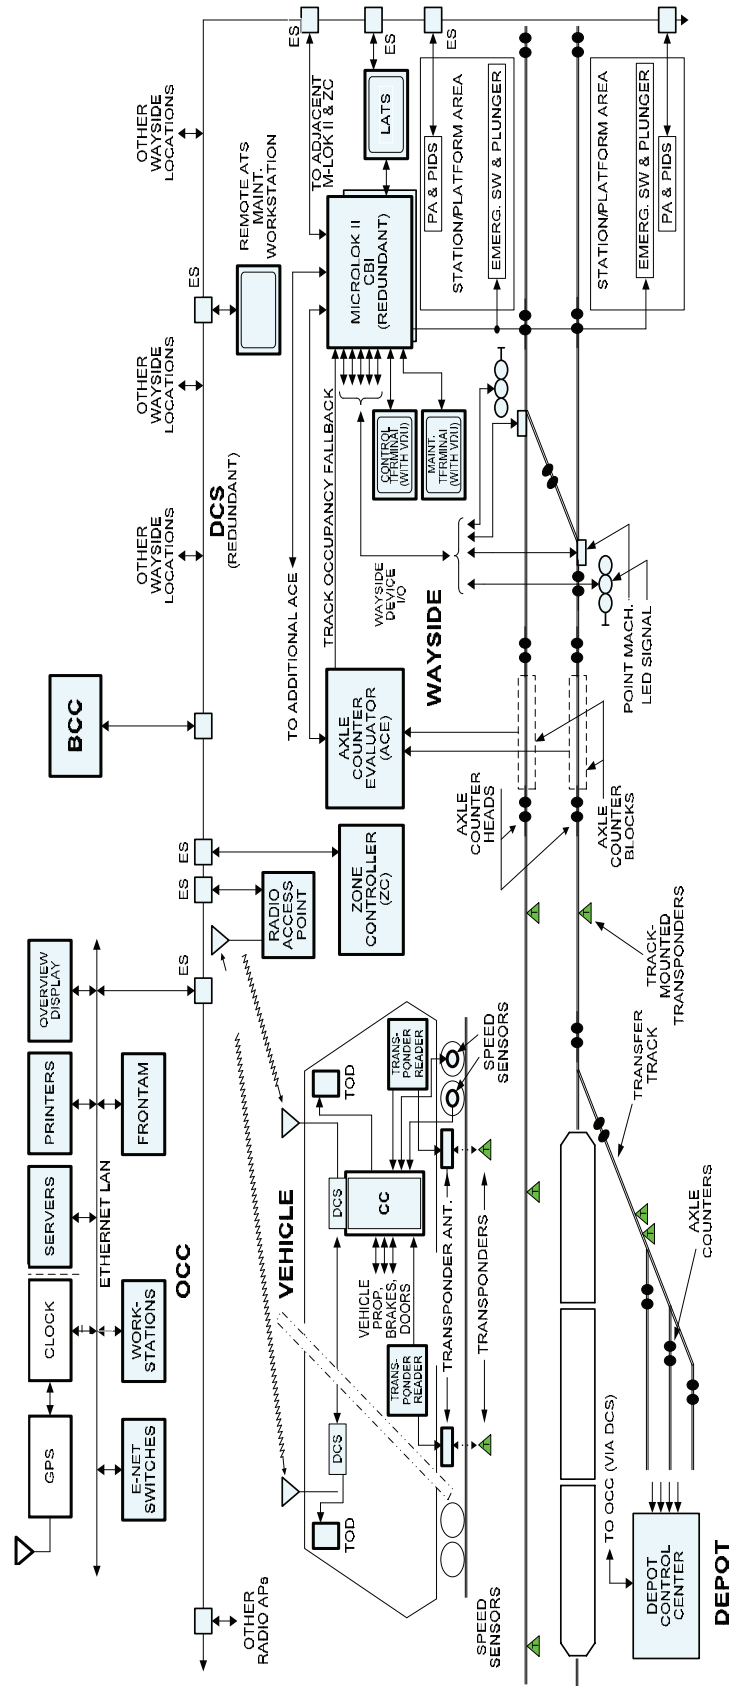 GPS
CLOCK
SERVERS
PRINTERS
OVERVIEW
DISPLAY
ETHERNET LAN
E-NET
SWITCHES
WORK-
STATIONS
FRONTAM
OCC
BCC
ES
OTHER
RADIO APs
ES
ES
OTHER
WAYSIDE
LOCATIONS
OTHER
WAYSIDE
LOCATIONS
OTHER
WAYSIDE
LOCATIONS
DCS
(REDUNDANT)
ES
REMOTE ATS
MAINT.
WORKSTATION
RADIO
ACCESS
POINT
ZONE
CONTROLLER
(ZC)
VEHICLE
TOD
TOD
DCS
DCS
CC
VEHICLE
PROP,
BRAKES,
DOORS
TRANS-
PONDER
READER
TRANS-
PONDER
READER
TRANSPONDER ANT.
TRANSPONDERS
SPEED
SENSORS
SPEED
SENSORS
T
T
TO ADDITIONAL ACE
TRACK OCCUPANCY FALLBACK
AXLE
COUNTER
EVALUATOR
(ACE)
WAYSIDE
WAYSIDE
DEVICE
I/O
TO ADJACENT
M-LOK II & ZC
MICROLOK II
CBI
(REDUNDANT)
LATS
CONTROL
TERMINAL
(WITH VDU)
MAINT.
TERMINAL
(WITH VDU)
ES
ES
ES
PA & PIDS
STATION/PLATFORM AREA
EMERG. SW & PLUNGER
STATION/PLATFORM AREA
EMERG. SW & PLUNGER
PA & PIDS
AXLE
COUNTER
HEADS
AXLE
COUNTER
BLOCKS
POINT MACH.
LED SIGNAL
T
T
T
T
TRACK-
MOUNTED
TRANSPONDERS
TRANSFER
TRACK
T
T
AXLE
COUNTERS
TO OCC (VIA DCS)
DEPOT
CONTROL
CENTER
DEPOT